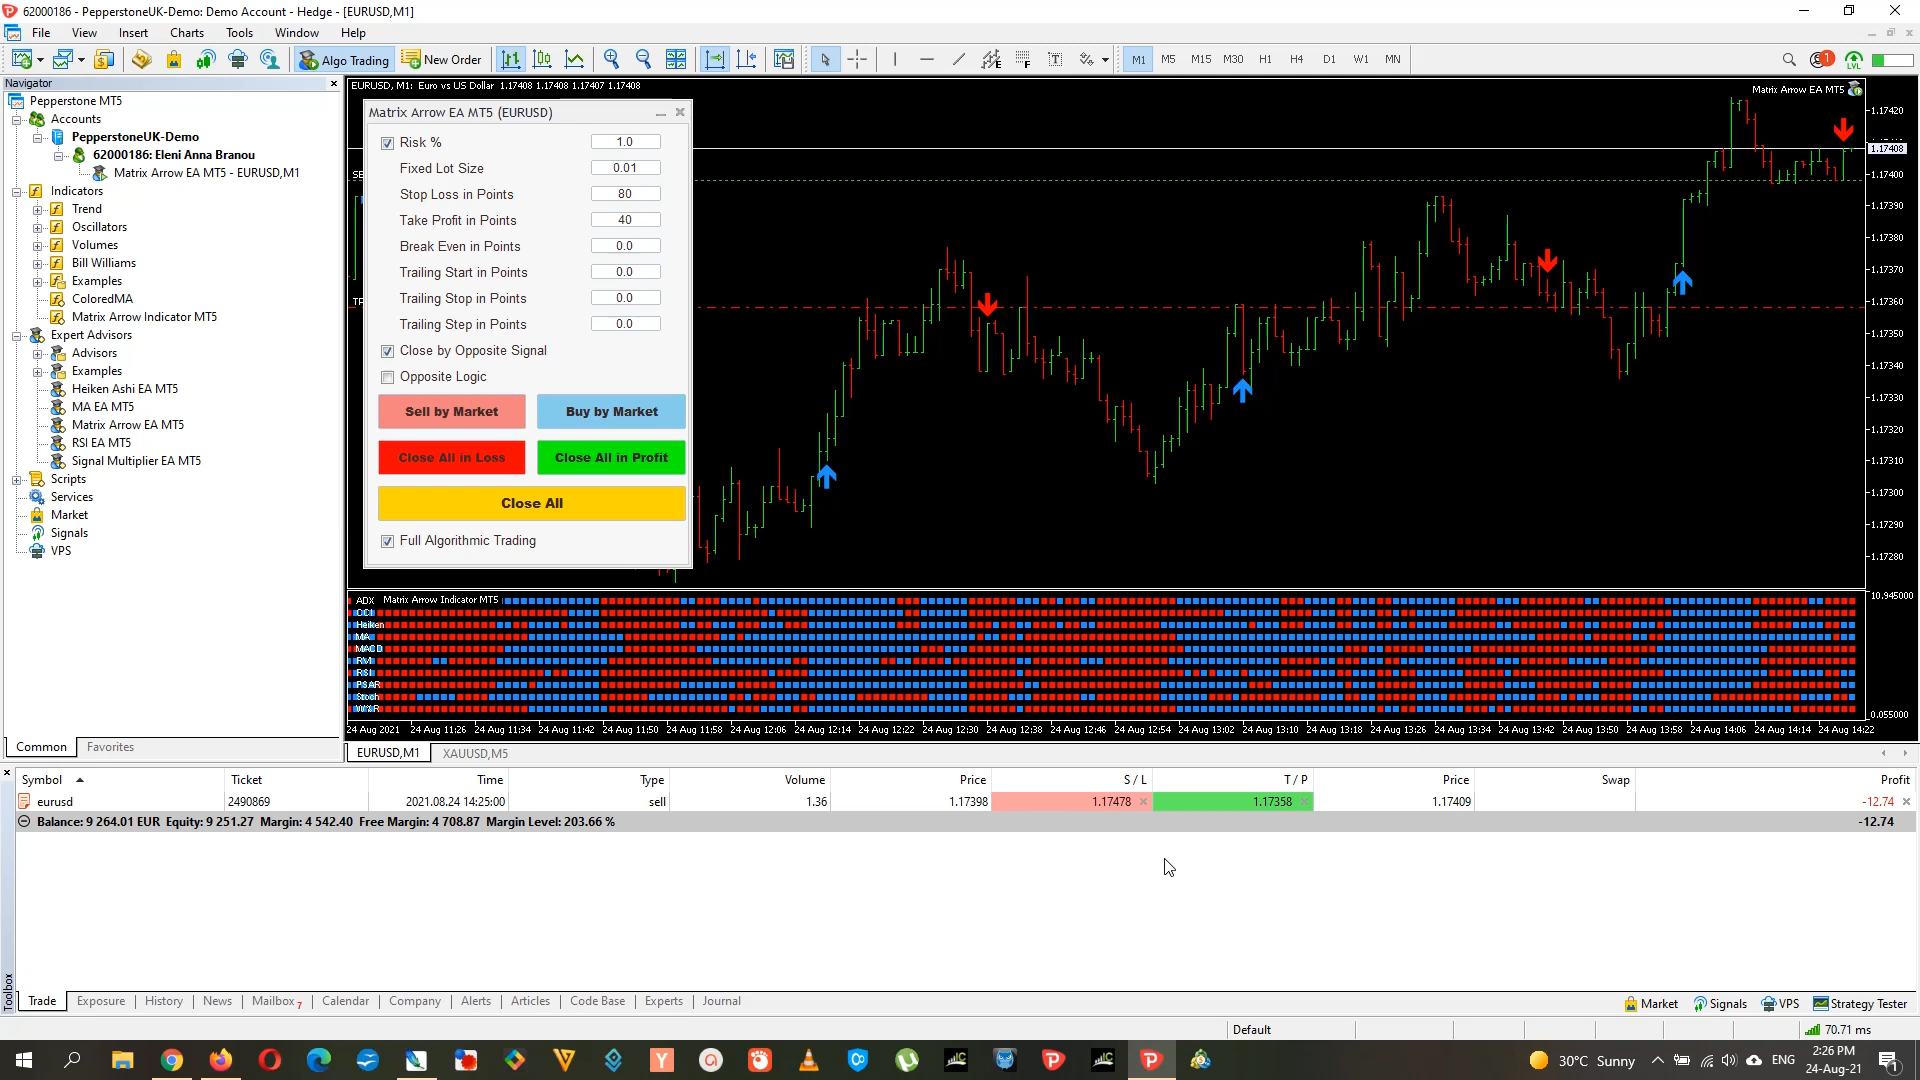 62000186 - PepperstoneUK-Demo: Demo Account - Hedge - [EURUSD,M1]
File View Insert Charts Tools Window Help
Algo Trading New Order M1 M5 M15 M30 H1 H4 D1 W1 MN 1 LVL
Navigator
Pepperstone MT5
Accounts
PepperstoneUK-Demo
62000186: Eleni Anna Branou
Matrix Arrow EA MT5 - EURUSD,M1
Indicators
Trend
Oscillators
Volumes
Bill Williams
Examples
ColoredMA
Matrix Arrow Indicator MT5
Expert Advisors
Advisors
Examples
Heiken Ashi EA MT5
MA EA MT5
Matrix Arrow EA MT5
RSI EA MT5
Signal Multiplier EA MT5
Scripts
Services
Market
Signals
VPS
Common Favorites
EURUSD, M1: Euro vs US Dollar 1.17408 1.17408 1.17407 1.17408
Matrix Arrow EA MT5
Matrix Arrow EA MT5 (EURUSD)
Risk % 1.0
Fixed Lot Size 0.01
Stop Loss in Points 80
Take Profit in Points 40
Break Even in Points 0.0
Trailing Start in Points 0.0
Trailing Stop in Points 0.0
Trailing Step in Points 0.0
Close by Opposite Signal
Opposite Logic
Sell by Market Buy by Market
Close All in Loss Close All in Profit
Close All
Full Algorithmic Trading
1.17420
1.17408
1.17400
1.17390
1.17380
1.17370
1.17360
1.17350
1.17340
1.17330
1.17320
1.17310
1.17300
1.17290
1.17280
ADX Matrix Arrow Indicator MT5 10.945000
CCI
Heiken
MA
MACD
RVI
RSI
PSAR
Stoch
W%R 0.055000
24 Aug 2021 24 Aug 11:26 24 Aug 11:34 24 Aug 11:42 24 Aug 11:50 24 Aug 11:58 24 Aug 12:06 24 Aug 12:14 24 Aug 12:22 24 Aug 12:30 24 Aug 12:38 24 Aug 12:46 24 Aug 12:54 24 Aug 13:02 24 Aug 13:10 24 Aug 13:18 24 Aug 13:26 24 Aug 13:34 24 Aug 13:42 24 Aug 13:50 24 Aug 13:58 24 Aug 14:06 24 Aug 14:14 24 Aug 14:22
EURUSD,M1 XAUUSD,M5
Symbol Ticket Time Type Volume Price S / L T / P Price Swap Profit
eurusd 2490869 2021.08.24 14:25:00 sell 1.36 1.17398 1.17478 1.17358 1.17409 -12.74
Balance: 9 264.01 EUR Equity: 9 251.27 Margin: 4 542.40 Free Margin: 4 708.87 Margin Level: 203.66 % -12.74
Toolbox
Trade Exposure History News Mailbox 7 Calendar Company Alerts Articles Code Base Experts Journal Market Signals VPS Strategy Tester
Default 70.71 ms
30°C Sunny ENG 2:26 PM
24-Aug-21 1